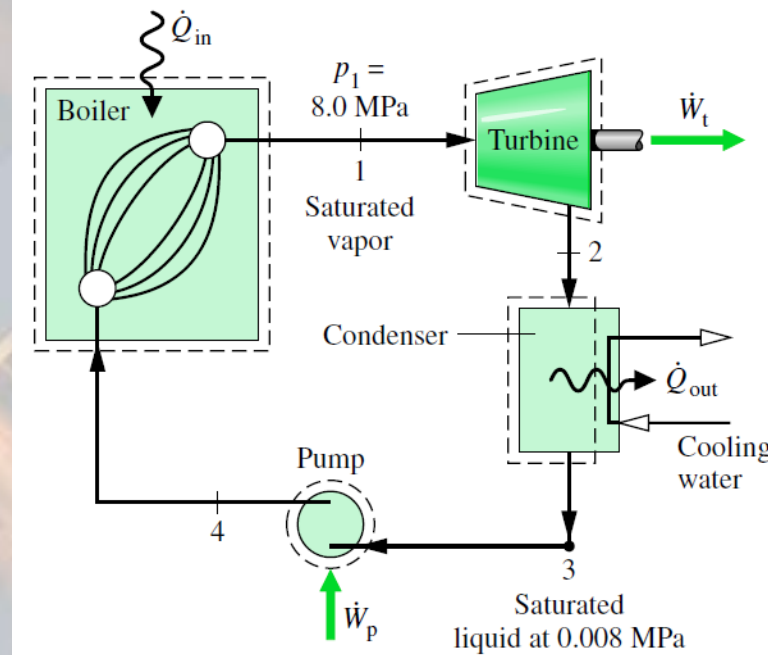 Q̇in
Boiler
p1 =
8.0 MPa
1
Saturated
vapor
Turbine
Ẇt
2
Condenser
Q̇out
Cooling
water
Pump
4
3
Ẇp
Saturated
liquid at 0.008 MPa